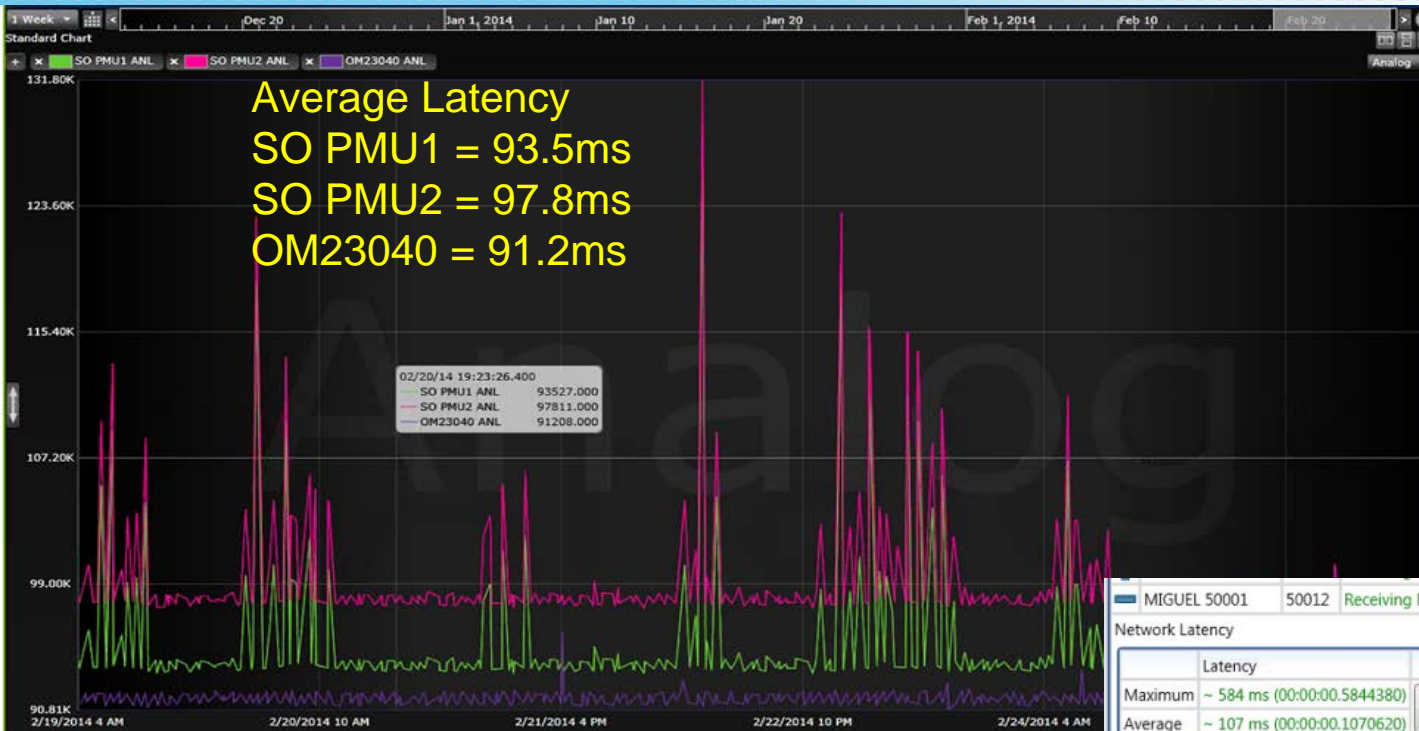 1 Week
Dec 20
Jan 1, 2014
Jan 10
Jan 20
Feb 1, 2014
Feb 10
Feb 20
Standard Chart
+ x SO PMU1 ANL x SO PMU2 ANL x OM23040 ANL
Analog
131.80K
Average Latency
SO PMU1 = 93.5ms
SO PMU2 = 97.8ms
OM23040 = 91.2ms
123.60K
115.40K
Analog
02/20/14 19:23:26.400
SO PMU1 ANL 93527.000
SO PMU2 ANL 97811.000
OM23040 ANL 91208.000
107.20K
99.00K
90.81K
2/19/2014 4 AM
2/20/2014 10 AM
2/21/2014 4 PM
2/22/2014 10 PM
2/24/2014 4 AM
MIGUEL 50001 50012 Receiving
Network Latency
Latency
Maximum ~ 584 ms (00:00:00.5844380)
Average ~ 107 ms (00:00:00.1070620)